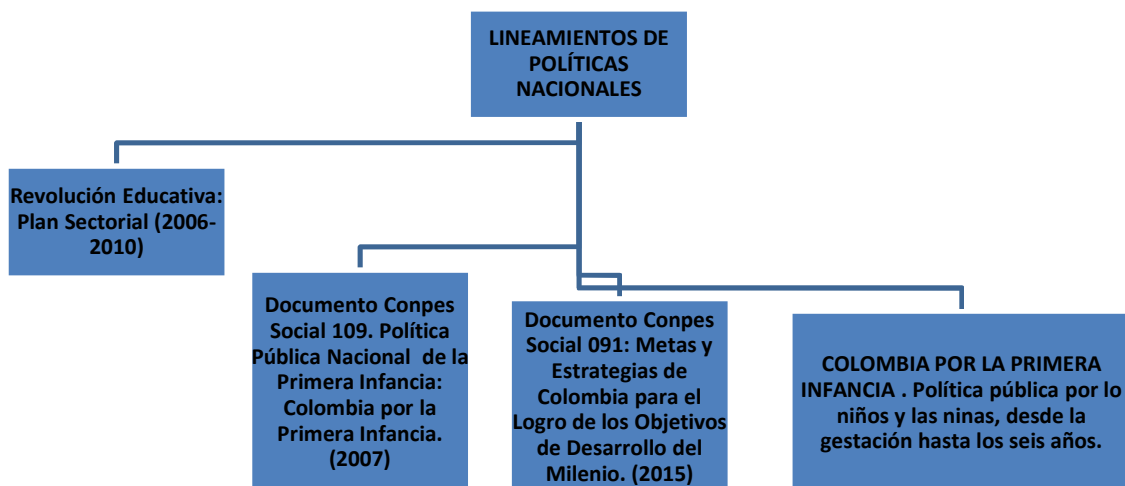 LINEAMIENTOS DE
POLÍTICAS
NACIONALES
Revolución Educativa:
Plan Sectorial (2006-
2010)
Documento Conpes
Social 109. Política
Pública Nacional de la
Primera Infancia:
Colombia por la
Primera Infancia.
(2007)
Documento Conpes
Social 091: Metas y
Estrategias de
Colombia para el
Logro de los Objetivos
de Desarrollo del
Milenio. (2015)
COLOMBIA POR LA PRIMERA
INFANCIA . Política pública por lo
niños y las ninas, desde la
gestación hasta los seis años.